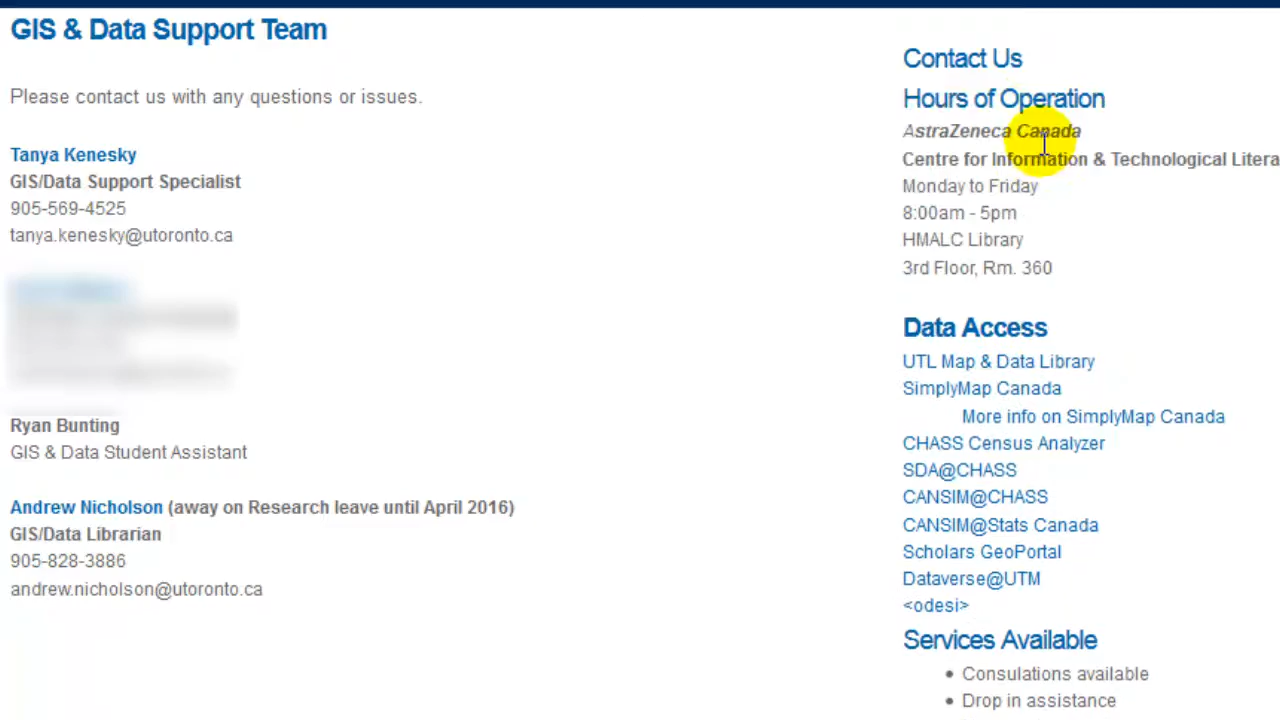 GIS & Data Support Team
Please contact us with any questions or issues.
Tanya Kenesky
GIS/Data Support Specialist
905-569-4525
tanya.kenesky@utoronto.ca
Ryan Bunting
GIS & Data Student Assistant
Andrew Nicholson (away on Research leave until April 2016)
GIS/Data Librarian
905-828-3886
andrew.nicholson@utoronto.ca
Contact Us
Hours of Operation
AstraZeneca Canada
Centre for Information & Technological Litera
Monday to Friday
8:00am - 5pm
HMALC Library
3rd Floor, Rm. 360
Data Access
UTL Map & Data Library
SimplyMap Canada
More info on SimplyMap Canada
CHASS Census Analyzer
SDA@CHASS
CANSIM@CHASS
CANSIM@Stats Canada
Scholars GeoPortal
Dataverse@UTM
<odesi>
Services Available
• Consulations available
• Drop in assistance